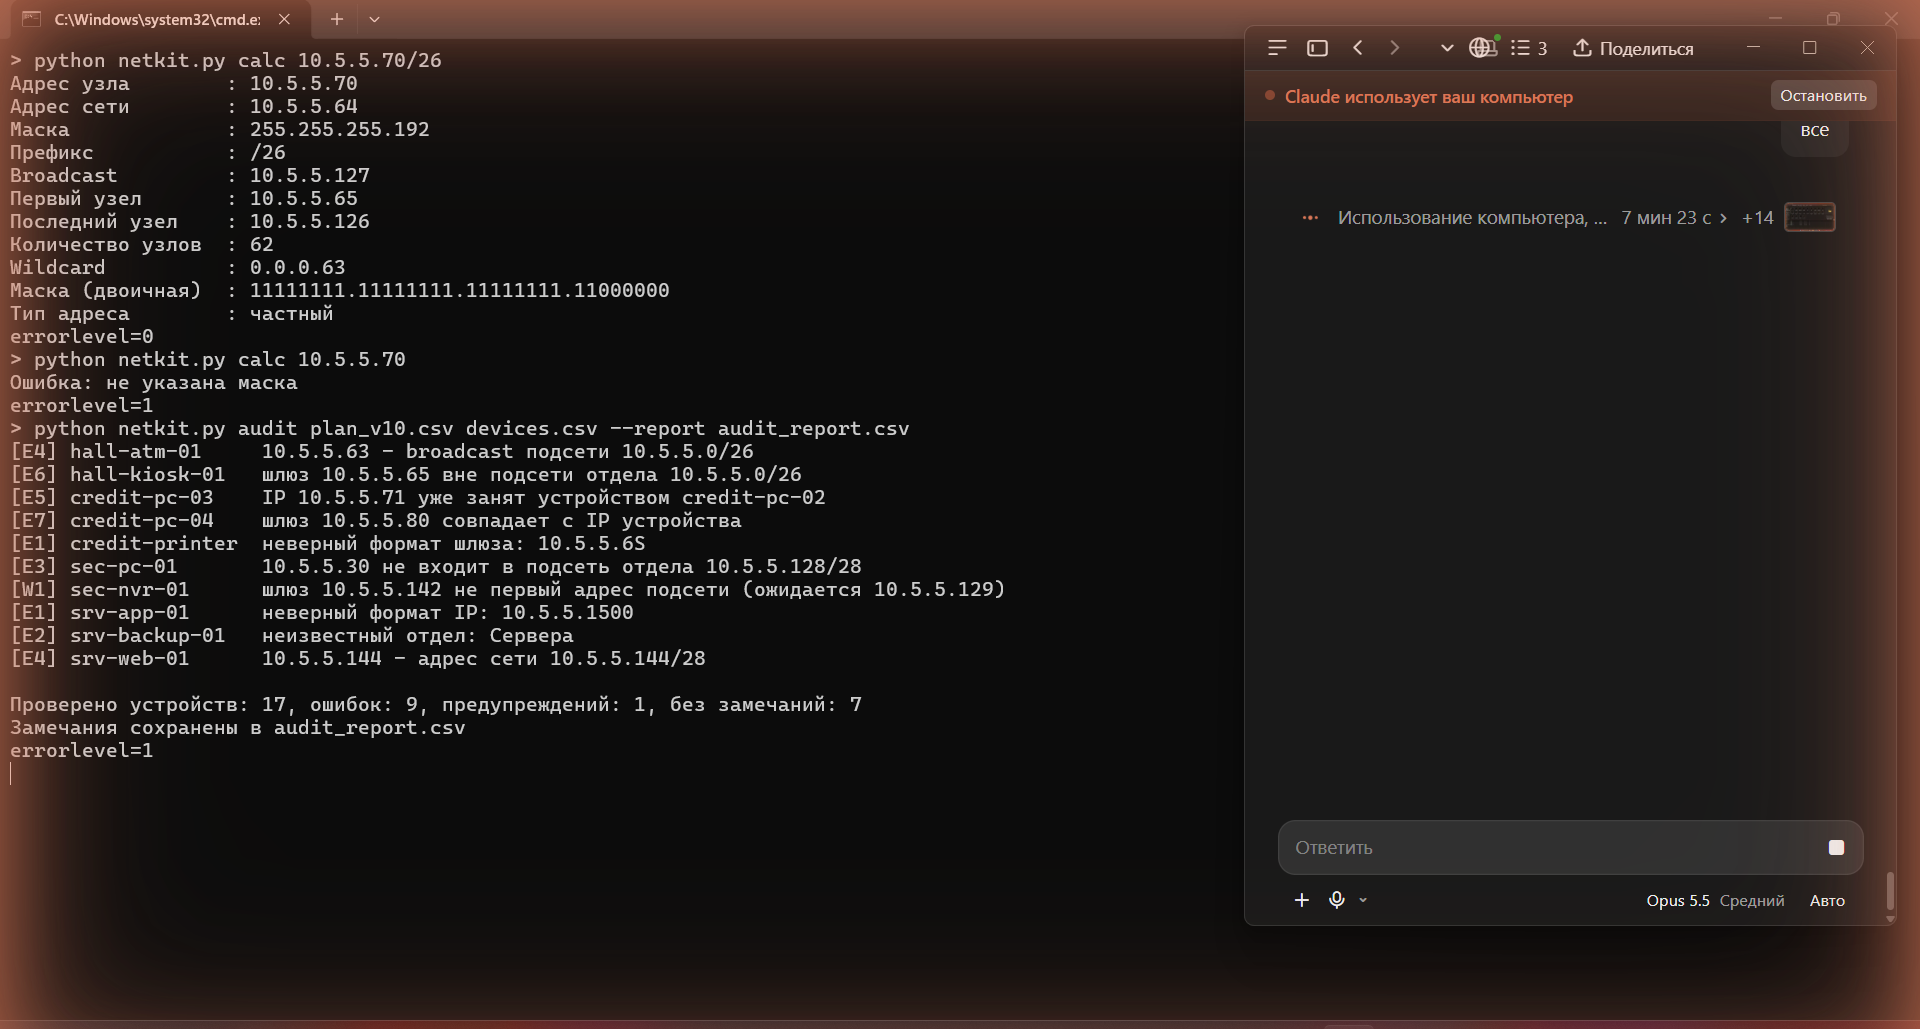 C:\Windows\system32\cmd.e:
> python netkit.py calc 10.5.5.70/26
Адрес узла : 10.5.5.70
Адрес сети : 10.5.5.64
Маска : 255.255.255.192
Префикс : /26
Broadcast : 10.5.5.127
Первый узел : 10.5.5.65
Последний узел : 10.5.5.126
Количество узлов : 62
Wildcard : 0.0.0.63
Маска (двоичная) : 11111111.11111111.11111111.11000000
Тип адреса : частный
errorlevel=0
> python netkit.py calc 10.5.5.70
Ошибка: не указана маска
errorlevel=1
> python netkit.py audit plan_v10.csv devices.csv --report audit_report.csv
[E4] hall-atm-01 10.5.5.63 - broadcast подсети 10.5.5.0/26
[E6] hall-kiosk-01 шлюз 10.5.5.65 вне подсети отдела 10.5.5.0/26
[E5] credit-pc-03 IP 10.5.5.71 уже занят устройством credit-pc-02
[E7] credit-pc-04 шлюз 10.5.5.80 совпадает с IP устройства
[E1] credit-printer неверный формат шлюза: 10.5.5.6S
[E3] sec-pc-01 10.5.5.30 не входит в подсеть отдела 10.5.5.128/28
[W1] sec-nvr-01 шлюз 10.5.5.142 не первый адрес подсети (ожидается 10.5.5.129)
[E1] srv-app-01 неверный формат IP: 10.5.5.1500
[E2] srv-backup-01 неизвестный отдел: Сервера
[E4] srv-web-01 10.5.5.144 - адрес сети 10.5.5.144/28
Проверено устройств: 17, ошибок: 9, предупреждений: 1, без замечаний: 7
Замечания сохранены в audit_report.csv
errorlevel=1
3 Поделиться
Claude использует ваш компьютер Остановить
все
Использование компьютера, ... 7 мин 23 с > +14
Ответить
Opus 5.5 Средний Авто